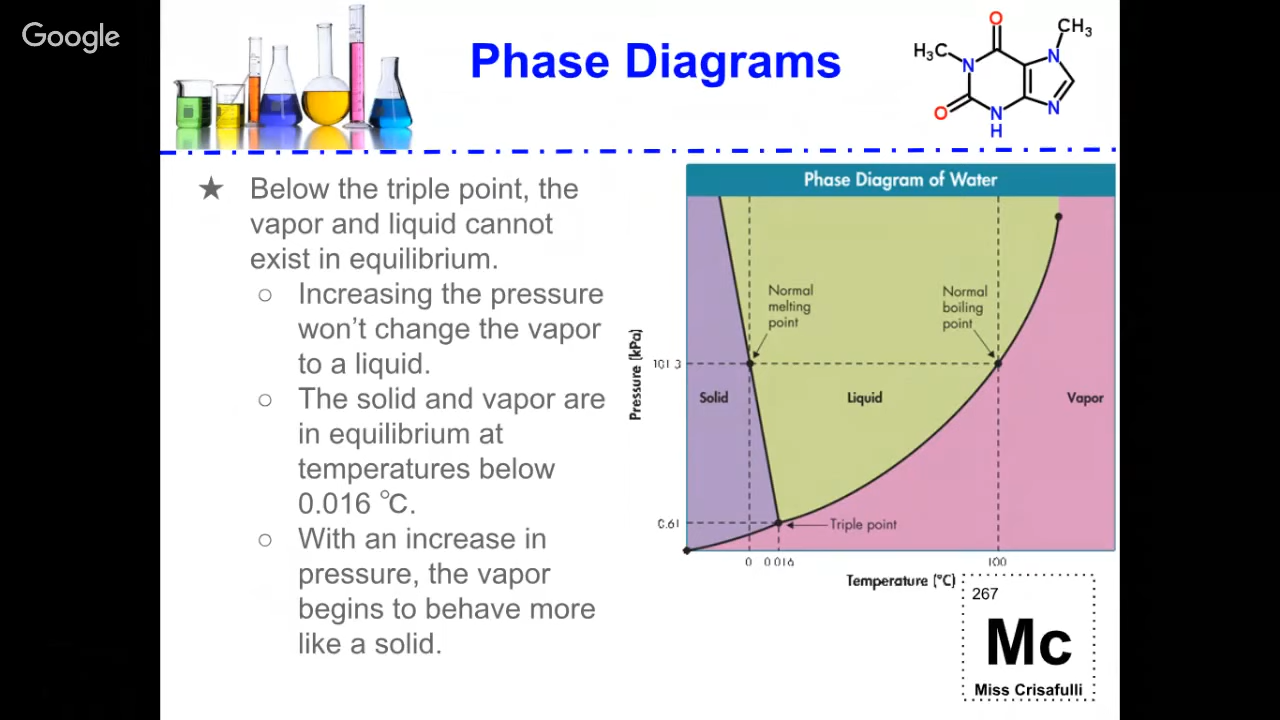 Google
Phase Diagrams
O
CH₃
H₃C
N
N
O
N
H
N
★ Below the triple point, the
vapor and liquid cannot
exist in equilibrium.
○ Increasing the pressure
won't change the vapor
to a liquid.
○ The solid and vapor are
in equilibrium at
temperatures below
0.016 ℃.
○ With an increase in
pressure, the vapor
begins to behave more
like a solid.
Phase Diagram of Water
Normal
melting
point
Normal
boiling
point
Pressure (kPa)
101.3
Solid
Liquid
Vapor
0.61
Triple point
0
0.016
100
Temperature (°C)
267
Mc
Miss Crisafulli